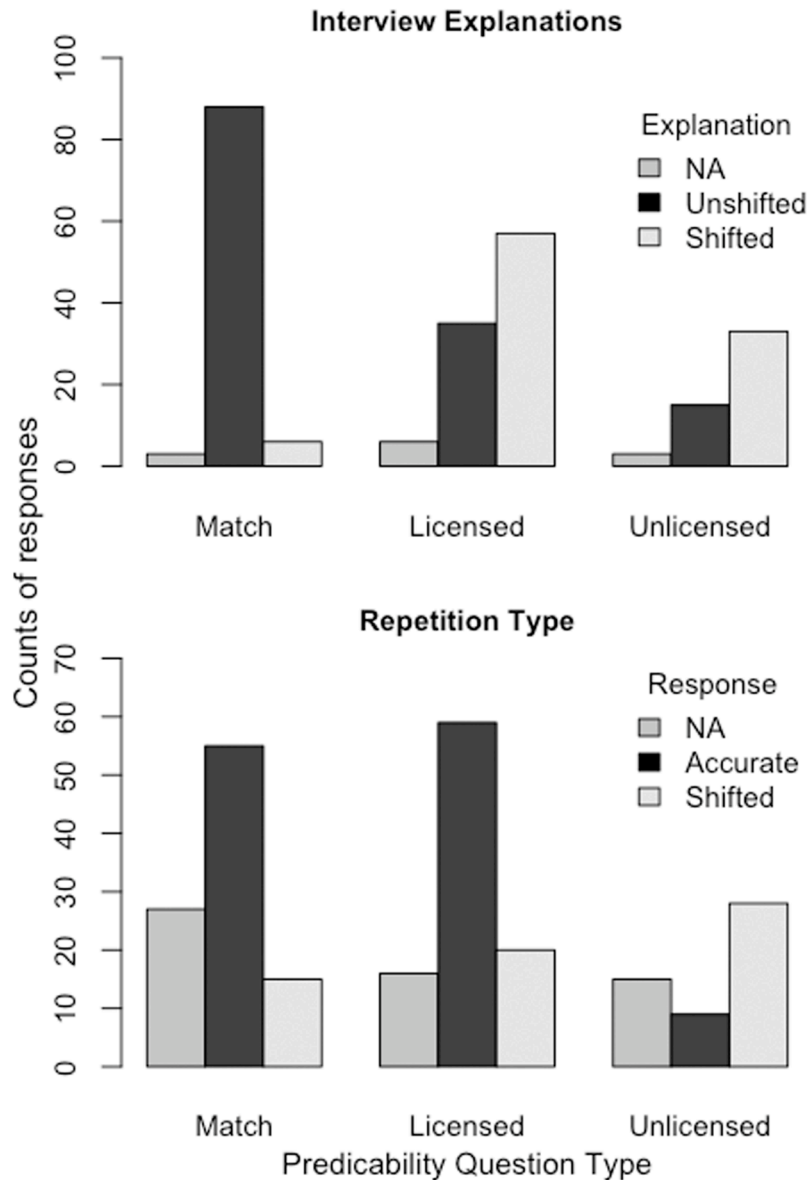 Interview Explanations
100
80
60
40
20
0
Explanation
NA
Unshifted
Shifted
Match Licensed Unlicensed
Counts of responses
Repetition Type
70
60
50
40
30
20
10
0
Response
NA
Accurate
Shifted
Match Licensed Unlicensed
Predicability Question Type